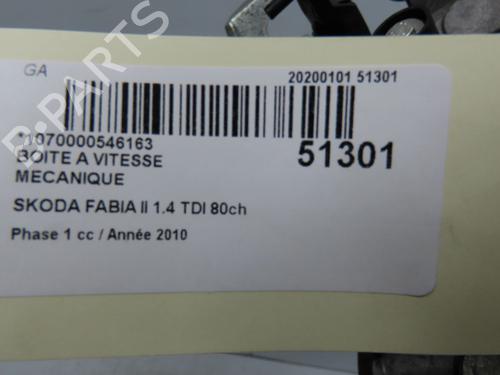 GA
20200101 51301
*1070000546163
BOITE A VITESSE
MECANIQUE
51301
SKODA FABIA II 1.4 TDI 80ch
Phase 1 cc / Année 2010
B-PARTS